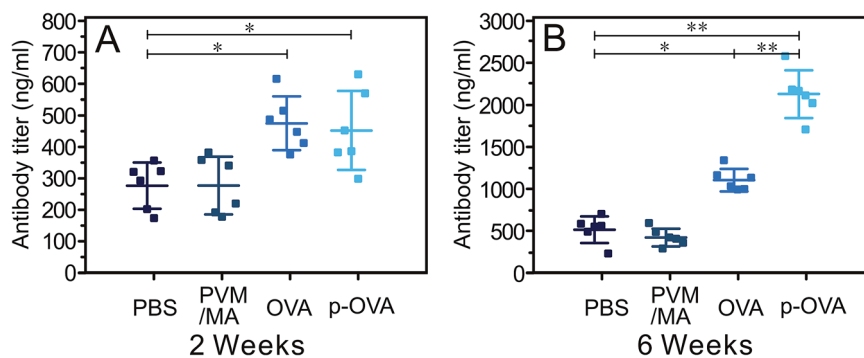 A
Antibody titer (ng/ml)
800
700
600
500
400
300
200
100
0
*
*
PBS
PVM
/MA
OVA
p-OVA
2 Weeks
B
Antibody titer (ng/ml)
3000
2500
2000
1500
1000
500
0
**
*
**
PBS
PVM
/MA
OVA
p-OVA
6 Weeks